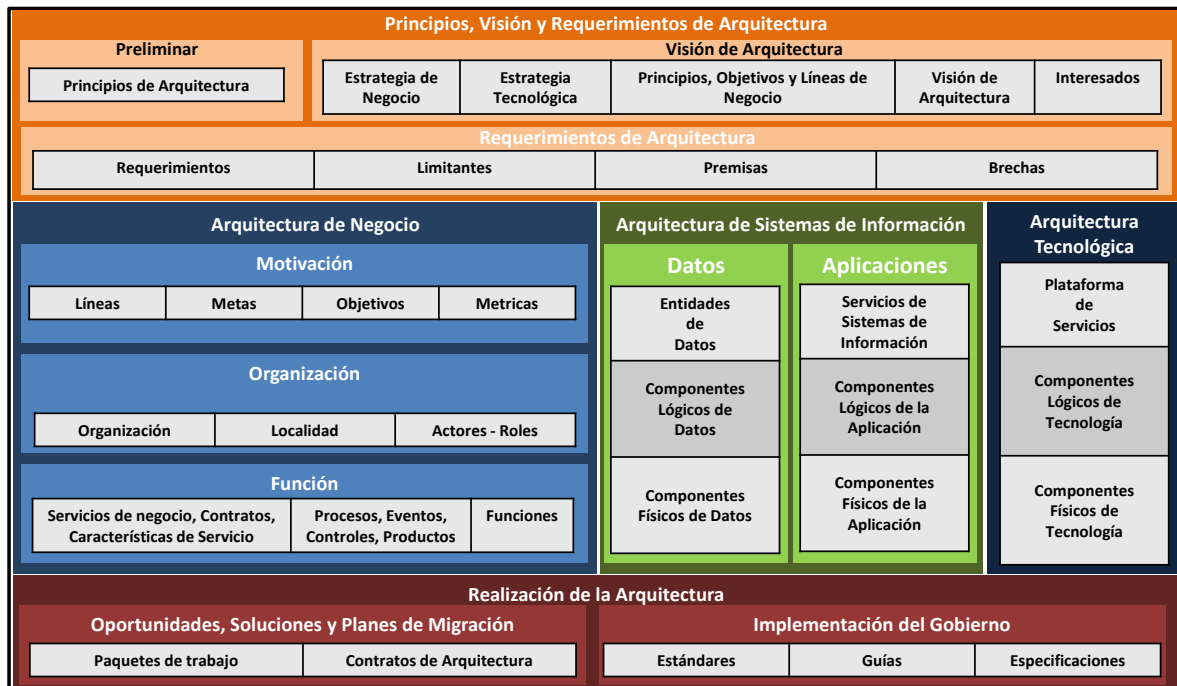 Principios, Visión y Requerimientos de Arquitectura
Preliminar
Principios de Arquitectura
Visión de Arquitectura
Estrategia de
Negocio
Estrategia
Tecnológica
Principios, Objetivos y Líneas de
Negocio
Visión de
Arquitectura
Interesados
Requerimientos de Arquitectura
Requerimientos
Limitantes
Premisas
Brechas
Arquitectura de Negocio
Motivación
Líneas
Metas
Objetivos
Metricas
Organización
Organización
Localidad
Actores - Roles
Función
Servicios de negocio, Contratos,
Características de Servicio
Procesos, Eventos,
Controles, Productos
Funciones
Arquitectura de Sistemas de Información
Datos
Entidades
de
Datos
Componentes
Lógicos de
Datos
Componentes
Físicos de Datos
Aplicaciones
Servicios de
Sistemas de
Información
Componentes
Lógicos de la
Aplicación
Componentes
Físicos de la
Aplicación
Arquitectura
Tecnológica
Plataforma
de
Servicios
Componentes
Lógicos de
Tecnología
Componentes
Físicos de
Tecnología
Realización de la Arquitectura
Oportunidades, Soluciones y Planes de Migración
Paquetes de trabajo
Contratos de Arquitectura
Implementación del Gobierno
Estándares
Guías
Especificaciones